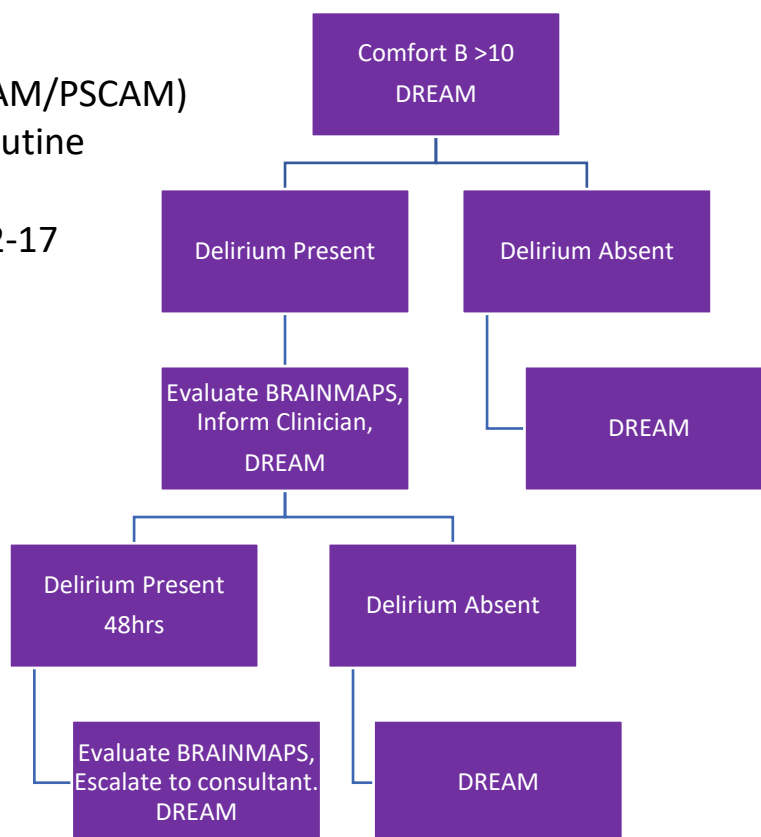 AM/PSCAM)
utine
2-17
Comfort B >10
DREAM
Delirium Present
Delirium Absent
Evaluate BRAINMAPS,
Inform Clinician,
DREAM
DREAM
Delirium Present
48hrs
Delirium Absent
Evaluate BRAINMAPS,
Escalate to consultant.
DREAM
DREAM